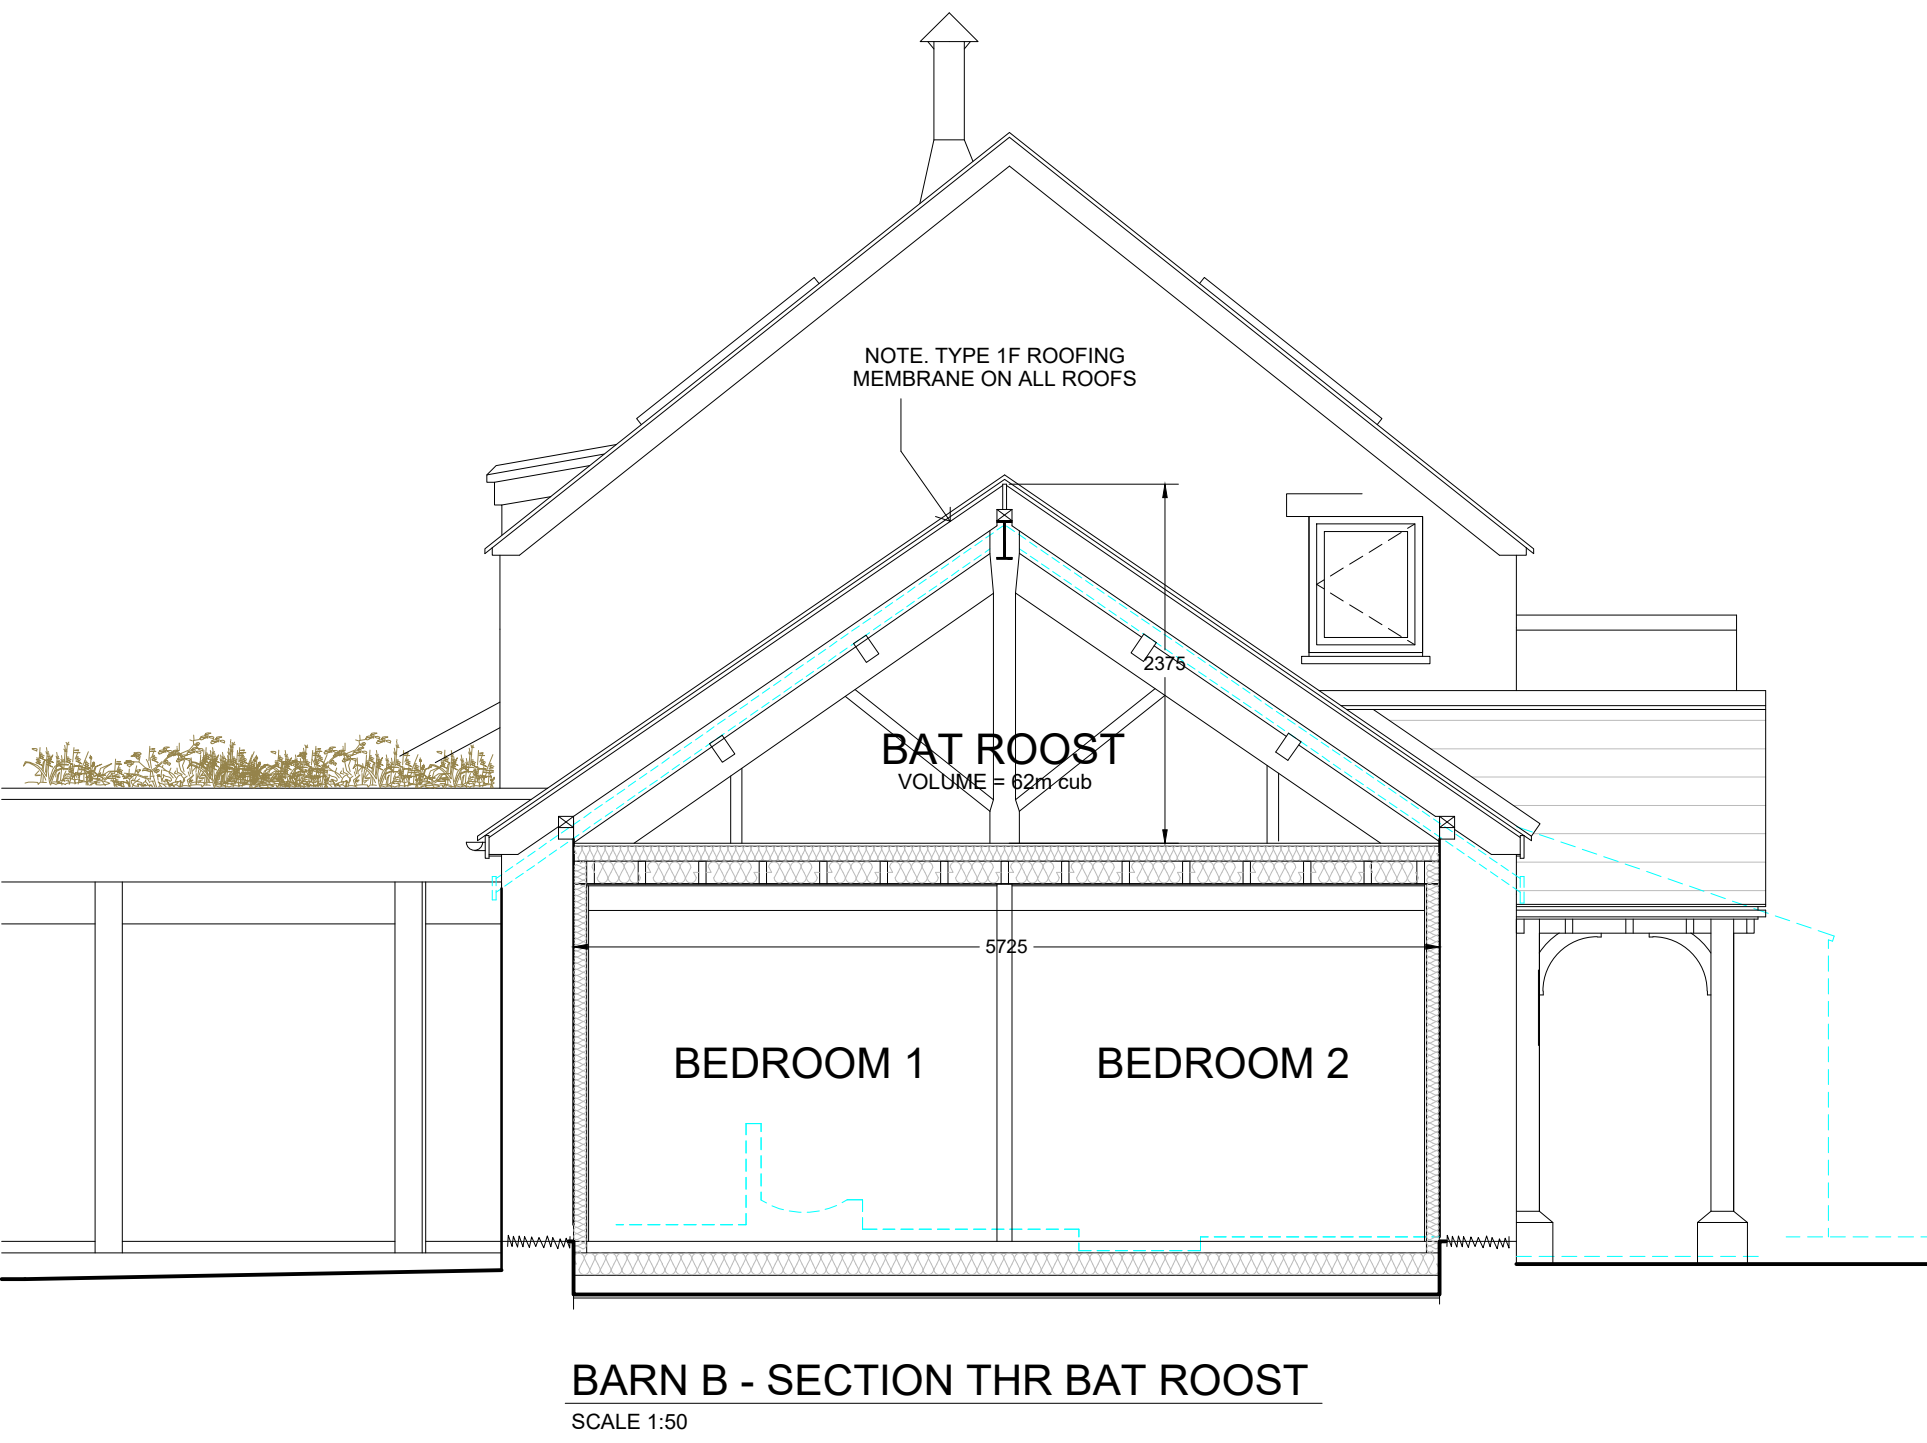 NOTE. TYPE 1F ROOFING
MEMBRANE ON ALL ROOFS
2375
BAT ROOST
VOLUME = 62m cub
5725
BEDROOM 1
BEDROOM 2
BARN B - SECTION THR BAT ROOST
SCALE 1:50